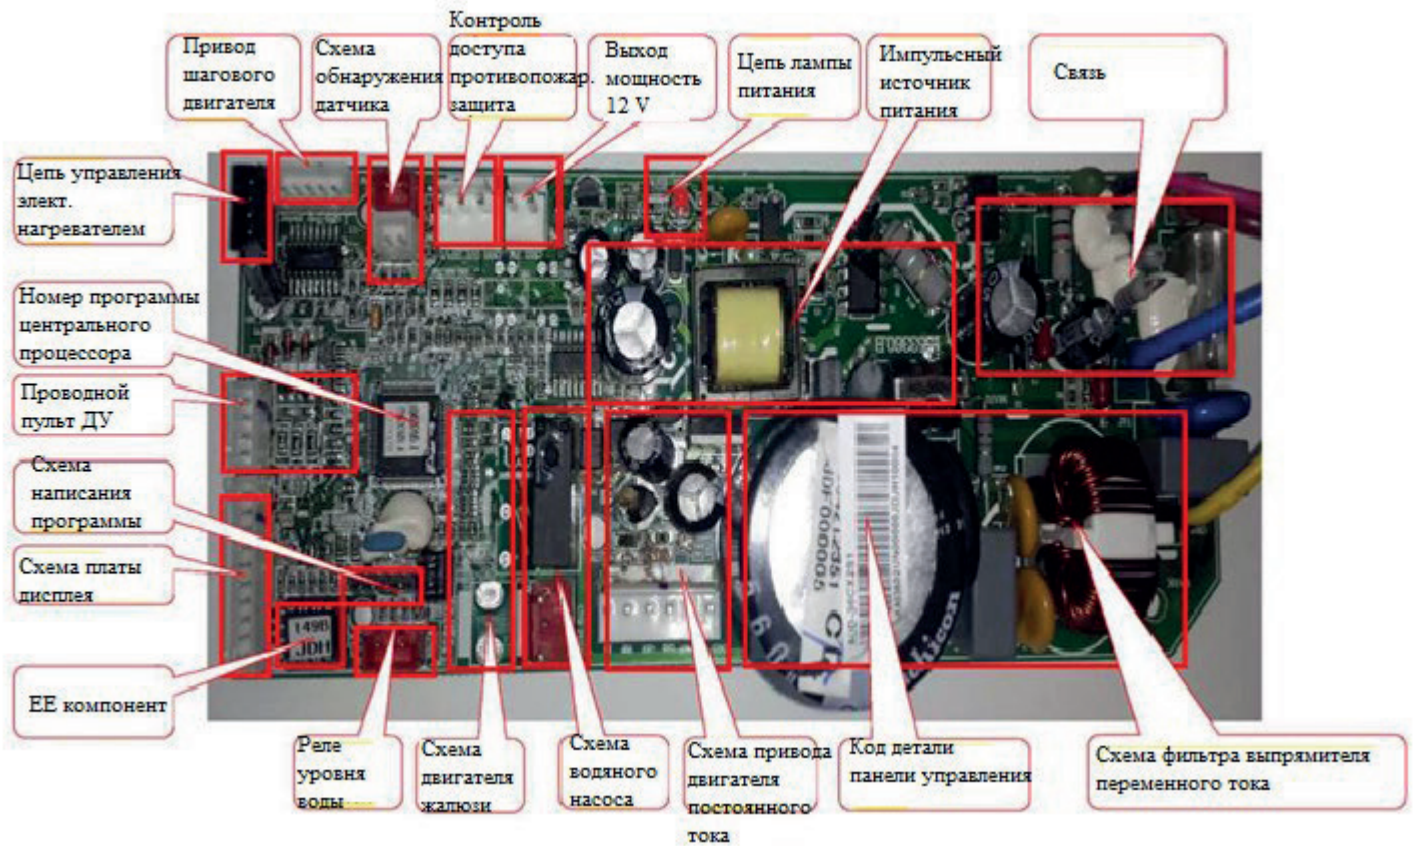 Привод
шагового
двигателя
Схема
обнаружения
датчика
Контроль
доступа
противопожар.
защита
Выход
мощность
12 V
Цепь лампы
питания
Импульсный
источник
питания
Связь
Цепь управления
элект.
нагревателем
Номер программы
центрального
процессора
Проводной
пульт ДУ
Схема
написания
программы
Схема платы
дисплея
ЕЕ компонент
149B
JDH
Реле
уровня
воды
Схема
двигателя
жалюзи
Схема
водяного
насоса
Схема привода
двигателя
постоянного
тока
Код детали
панели управления
Схема фильтра выпрямителя
переменного тока